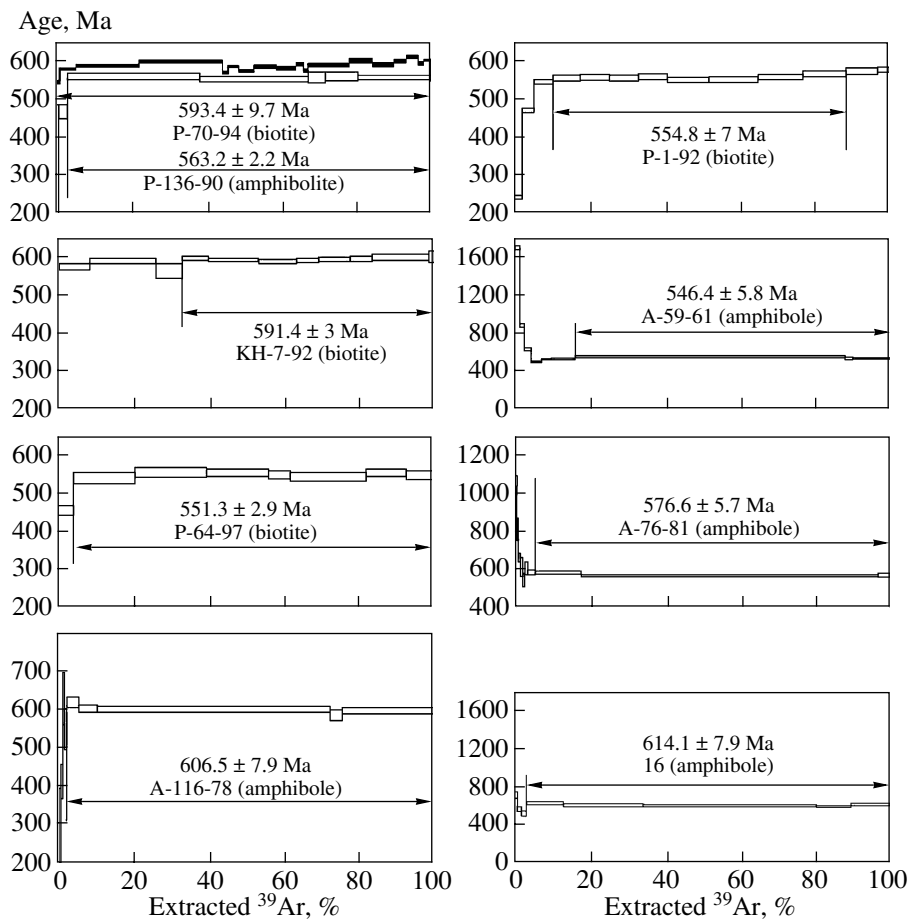 Age, Ma
600
500
400
300
200
593.4 ± 9.7 Ma
P-70-94 (biotite)
563.2 ± 2.2 Ma
P-136-90 (amphibolite)
600
500
400
300
200
554.8 ± 7 Ma
P-1-92 (biotite)
600
500
400
300
200
591.4 ± 3 Ma
KH-7-92 (biotite)
1600
1200
800
400
0
546.4 ± 5.8 Ma
A-59-61 (amphibole)
600
500
400
300
200
551.3 ± 2.9 Ma
P-64-97 (biotite)
1200
1000
800
600
400
576.6 ± 5.7 Ma
A-76-81 (amphibole)
700
600
500
400
300
200
606.5 ± 7.9 Ma
A-116-78 (amphibole)
0 20 40 60 80 100
Extracted ³⁹Ar, %
1600
1200
800
400
0
614.1 ± 7.9 Ma
16 (amphibole)
0 20 40 60 80 100
Extracted ³⁹Ar, %